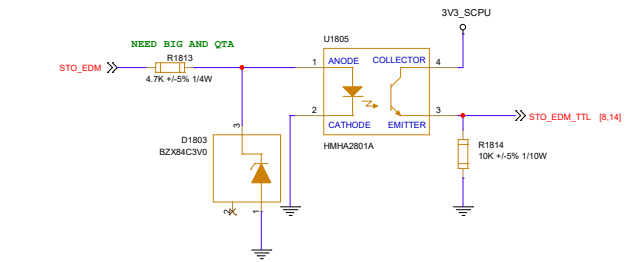 3V3_SCPU
U1805
NEED BIG AND QTA
R1813
STO_EDM
4.7K +/-5% 1/4W
1
ANODE
COLLECTOR
4
2
CATHODE
EMITTER
3
STO_EDM_TTL [8,14]
HMHA2801A
3
D1803
BZX84C3V0
R1814
10K +/-5% 1/10W
2
1